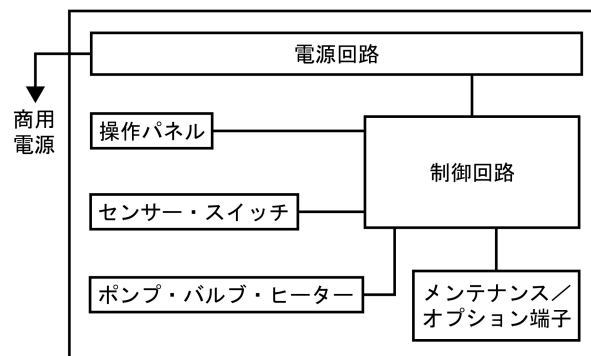 電源回路
商用
電源
操作パネル
制御回路
センサー・スイッチ
ポンプ・バルブ・ヒーター
メンテナンス／
オプション端子